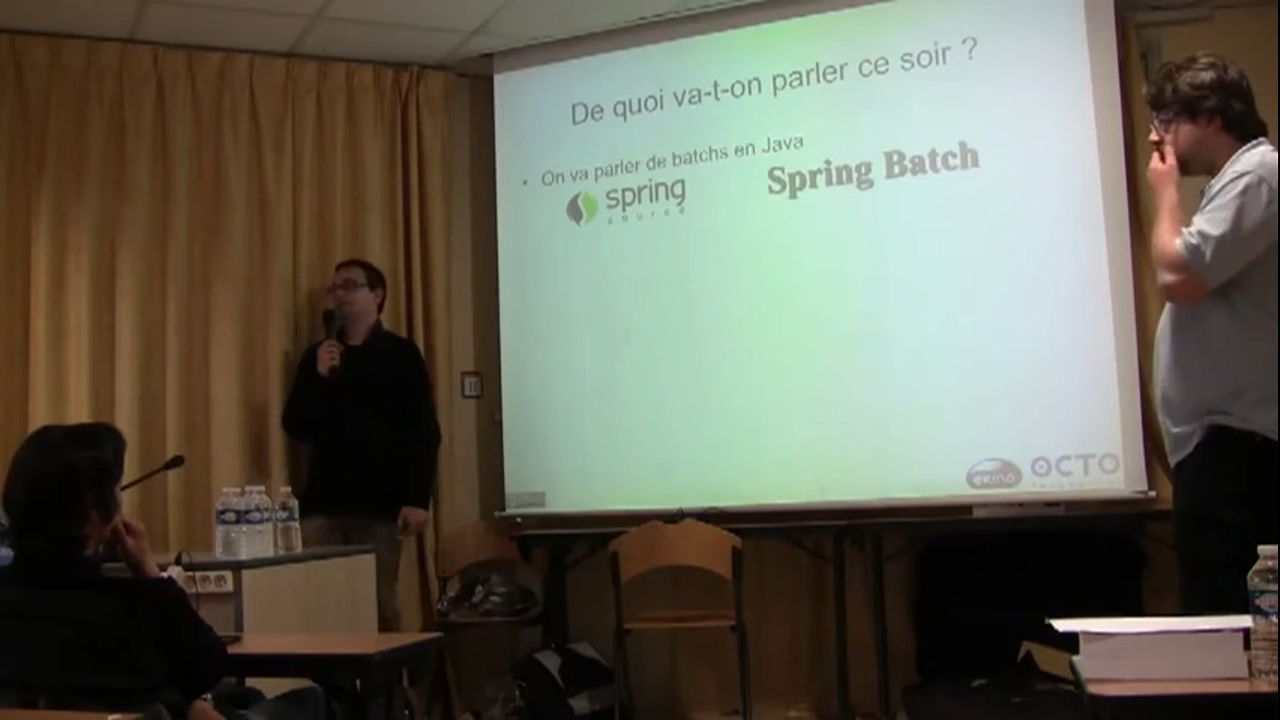 De quoi va-t-on parler ce soir ?
• On va parler de batchs en Java
spring
source
Spring Batch
ekino
OCTO